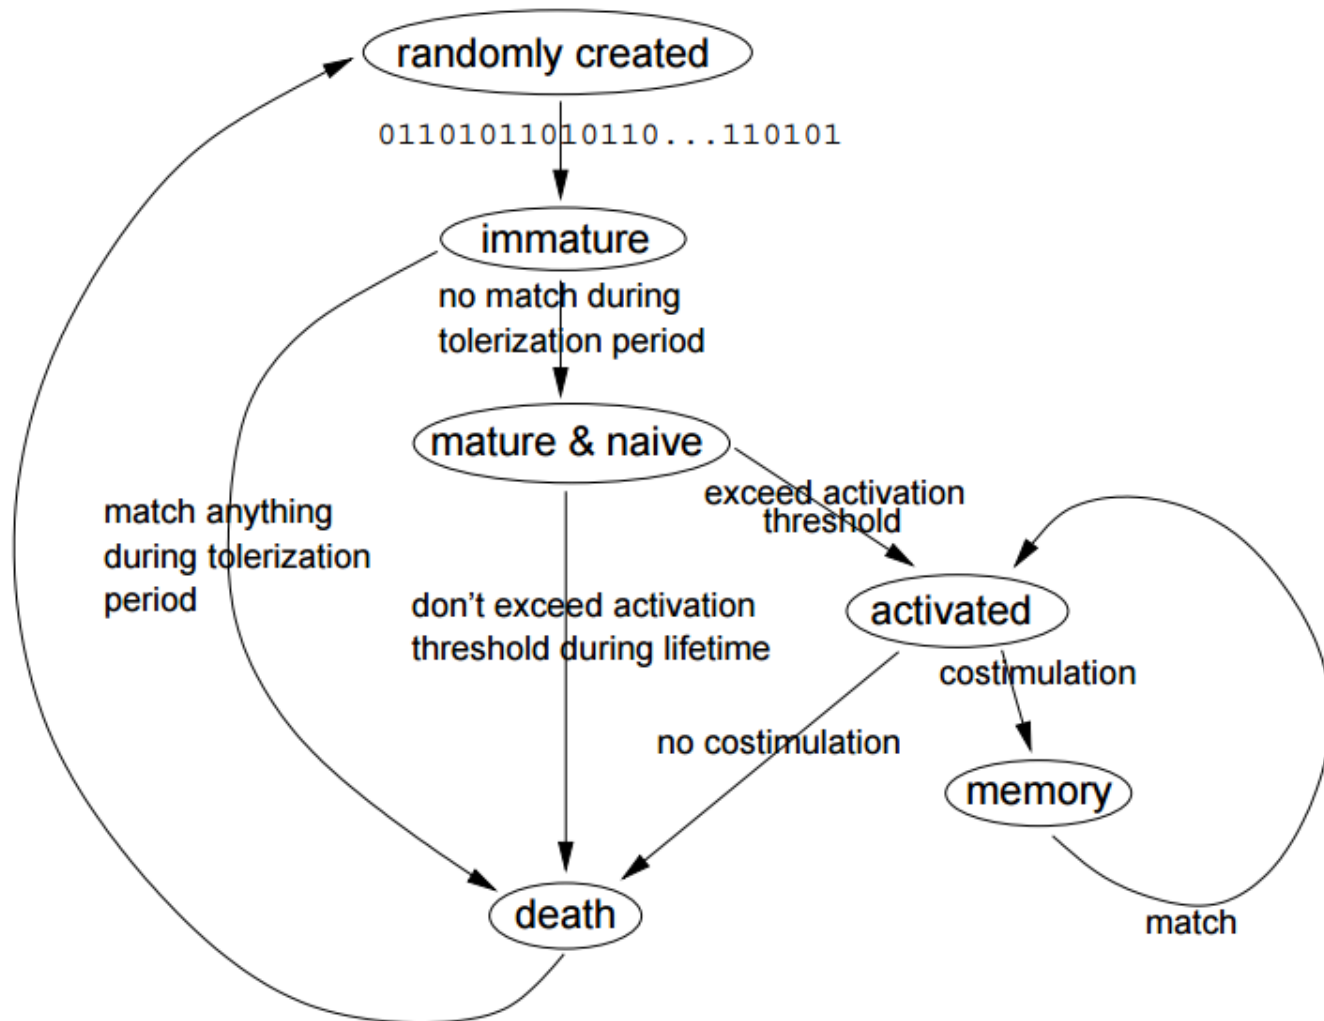 randomly created
01101011010110...110101
immature
no match during
tolerization period
mature & naive
exceed activation
threshold
match anything
during tolerization
period
don't exceed activation
threshold during lifetime
activated
costimulation
no costimulation
memory
death
match